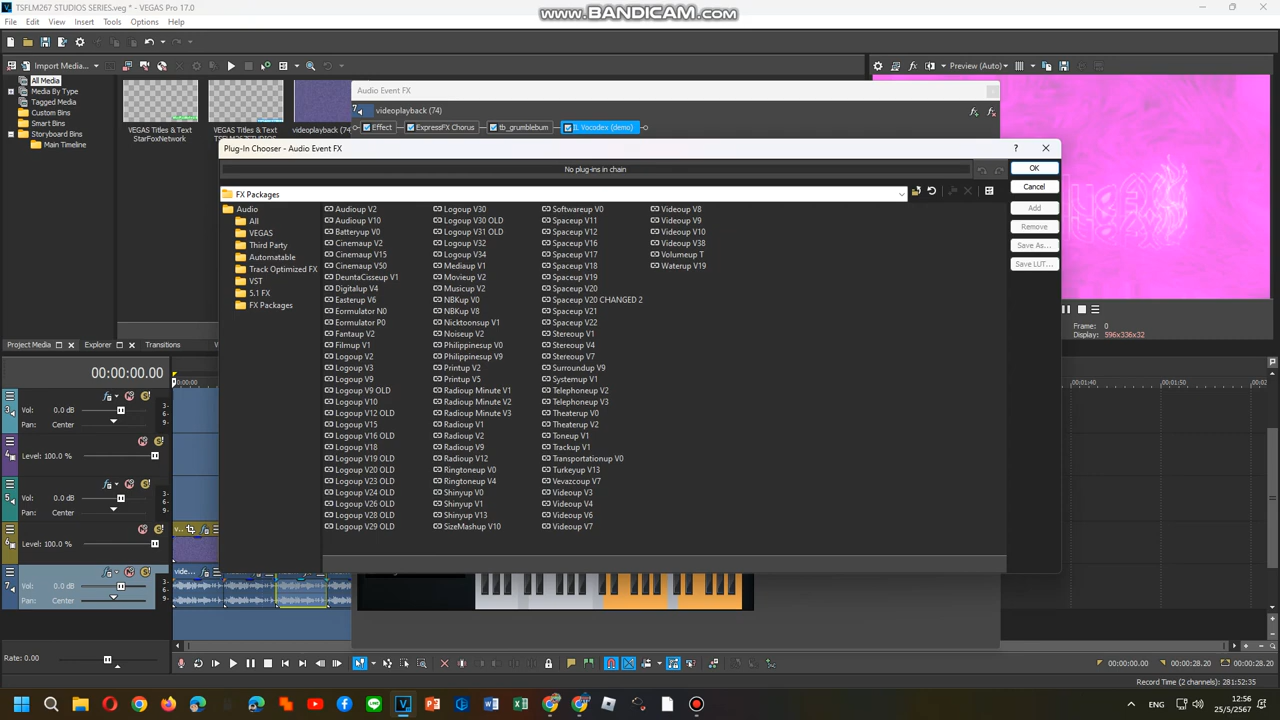 TSFLM267 STUDIOS SERIES.veg * - VEGAS Pro 17.0
www.BANDICAM.com
File Edit View Insert Tools Options Help
Import Media...
Preview (Auto)
All Media
Media By Type
Tagged Media
Custom Bins
Smart Bins
Storyboard Bins
Main Timeline
VEGAS Titles & Text
StarFoxNetwork
VEGAS Titles & Text
videoplayback (74)
Audio Event FX
videoplayback (74)
Effect ExpressFX Chorus tb_grumblebum IL Vocodex (demo)
Plug-In Chooser - Audio Event FX
No plug-ins in chain
OK
Cancel
Add
Remove
Save As...
Save LUT...
FX Packages
Audio
All
VEGAS
Third Party
Automatable
Track Optimized FX
VST
5.1 FX
FX Packages
Audioup V2
Audioup V10
Batteryup V0
Cinemaup V2
Cinemaup V15
Cinemaup V50
DeuntaCisseup V1
Digitalup V4
Easterup V6
Eormulator N0
Eormulator P0
Fantaup V2
Filmup V1
Logoup V2
Logoup V3
Logoup V9
Logoup V9 OLD
Logoup V10
Logoup V12 OLD
Logoup V15
Logoup V16 OLD
Logoup V18
Logoup V19 OLD
Logoup V20 OLD
Logoup V23 OLD
Logoup V24 OLD
Logoup V26 OLD
Logoup V28 OLD
Logoup V29 OLD
Logoup V30
Logoup V30 OLD
Logoup V31 OLD
Logoup V32
Logoup V34
Mediaup V1
Movieup V2
Musicup V2
NBKup V0
NBKup V8
Nicktoonsup V1
Noiseup V2
Philippinesup V0
Philippinesup V9
Printup V2
Printup V5
Radioup Minute V1
Radioup Minute V2
Radioup Minute V3
Radioup V1
Radioup V2
Radioup V9
Radioup V12
Ringtoneup V0
Ringtoneup V4
Shinyup V0
Shinyup V1
Shinyup V13
SizeMashup V10
Softwareup V0
Spaceup V11
Spaceup V12
Spaceup V16
Spaceup V17
Spaceup V18
Spaceup V19
Spaceup V20
Spaceup V20 CHANGED 2
Spaceup V21
Spaceup V22
Stereoup V1
Stereoup V4
Stereoup V7
Surroundup V9
Systemup V1
Telephoneup V2
Telephoneup V3
Theaterup V0
Theaterup V2
Toneup V1
Trackup V1
Transportationup V0
Turkeyup V13
Vevazcoup V7
Videoup V3
Videoup V4
Videoup V6
Videoup V7
Videoup V8
Videoup V9
Videoup V10
Videoup V38
Volumeup T
Waterup V19
Frame: 0
Display: 596x336x32
Project Media Explorer Transitions
00:00:00.00
00:01:40 00:01:50
3
Vol: 0.0 dB
Pan: Center
4
Level: 100.0 %
5
Vol: 0.0 dB
Pan: Center
6
Level: 100.0 %
7
Vol: 0.0 dB
Pan: Center
Rate: 0.00
00:00:00.00 00:00:28.20 00:00:28.20
Record Time (2 channels): 281:52:35
ENG
12:56
25/5/2567